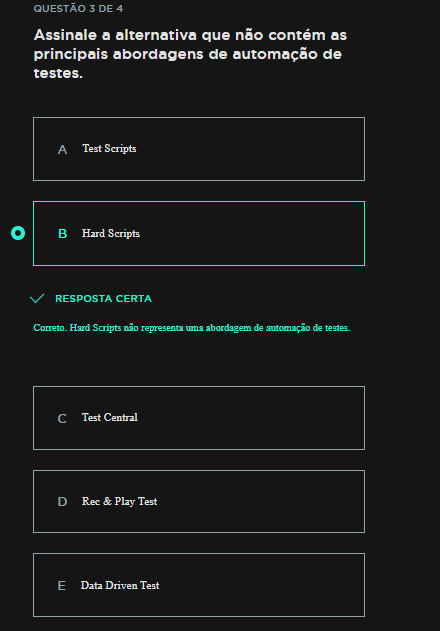 QUESTÃO 3 DE 4
Assinale a alternativa que não contém as
principais abordagens de automação de
testes.
A Test Scripts
B Hard Scripts
RESPOSTA CERTA
Correto. Hard Scripts não representa uma abordagem de automação de testes.
C Test Central
D Rec & Play Test
E Data Driven Test